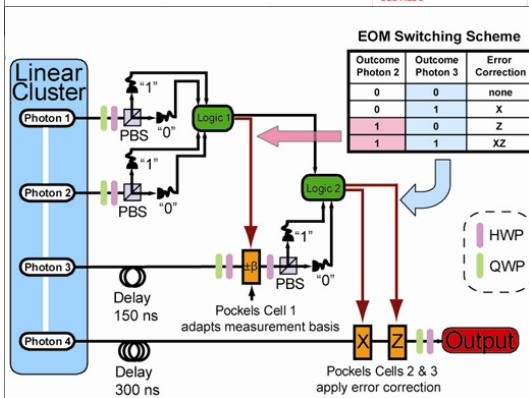 EOM Switching Scheme
Outcome Photon 2 Outcome Photon 3 Error Correction
0 0 none
0 1 X
1 0 Z
1 1 XZ
Linear
Cluster
Photon 1
"1"
PBS
"0"
Logic 1
Photon 2
"1"
PBS
"0"
Logic 2
Photon 3
Delay
150 ns
±β
"1"
PBS
"0"
Pockels Cell 1
adapts measurement basis
HWP
QWP
Photon 4
Delay
300 ns
X
Z
Output
Pockels Cells 2 & 3
apply error correction